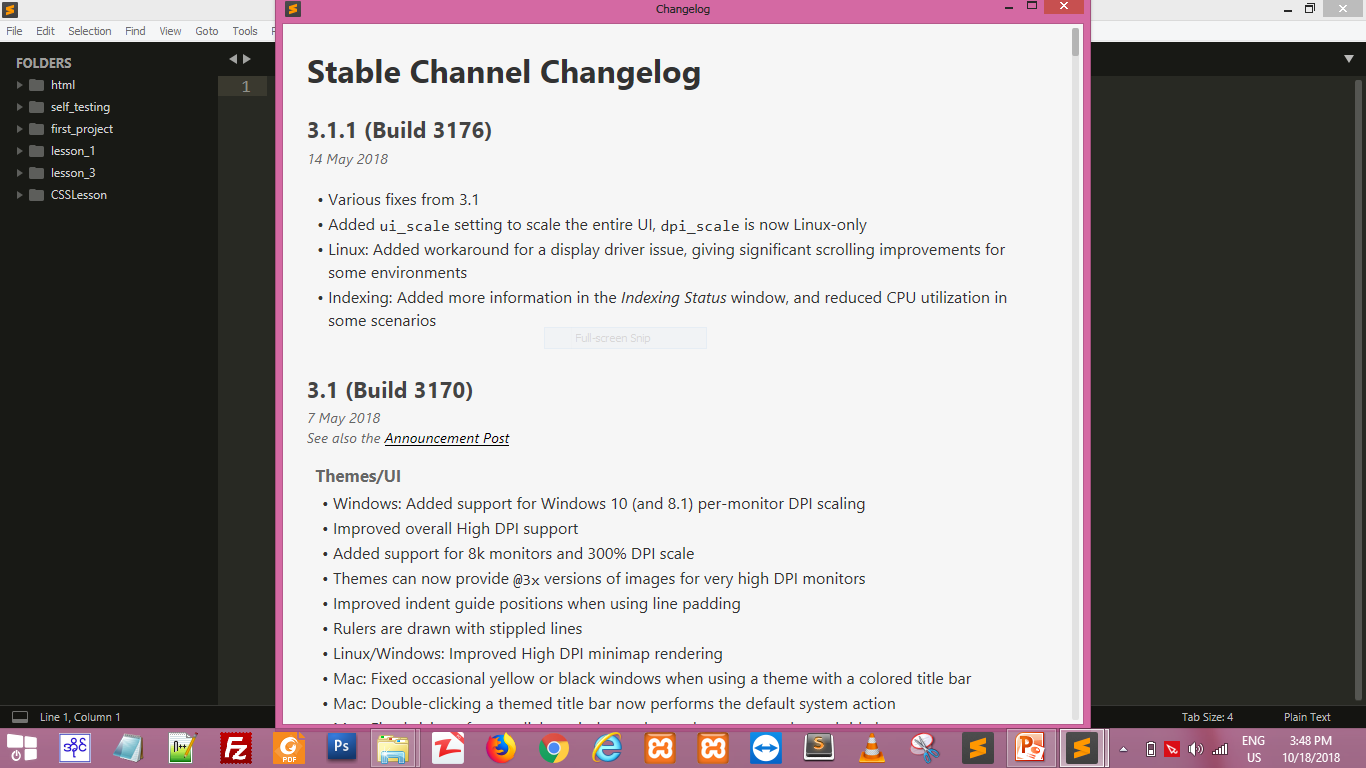 Changelog
File Edit Selection Find View Goto Tools
FOLDERS
html
self_testing
first_project
lesson_1
lesson_3
CSSLesson
1
Stable Channel Changelog
3.1.1 (Build 3176)
14 May 2018
• Various fixes from 3.1
• Added ui_scale setting to scale the entire UI, dpi_scale is now Linux-only
• Linux: Added workaround for a display driver issue, giving significant scrolling improvements for
some environments
• Indexing: Added more information in the Indexing Status window, and reduced CPU utilization in
some scenarios
Full-screen Snip
3.1 (Build 3170)
7 May 2018
See also the Announcement Post
Themes/UI
• Windows: Added support for Windows 10 (and 8.1) per-monitor DPI scaling
• Improved overall High DPI support
• Added support for 8k monitors and 300% DPI scale
• Themes can now provide @3x versions of images for very high DPI monitors
• Improved indent guide positions when using line padding
• Rulers are drawn with stippled lines
• Linux/Windows: Improved High DPI minimap rendering
• Mac: Fixed occasional yellow or black windows when using a theme with a colored title bar
• Mac: Double-clicking a themed title bar now performs the default system action
Line 1, Column 1
Tab Size: 4
Plain Text
PDF
Ps
ENG
US
3:48 PM
10/18/2018